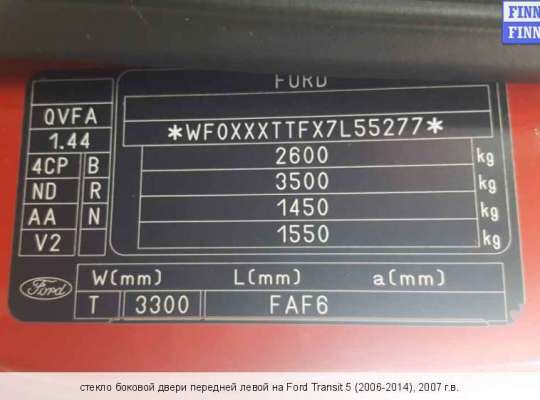 FINN
FINN
FORD
QVFA
1.44
*WF0XXXTTFX7L55277*
4CP B 2600 kg
ND R 3500 kg
AA N 1450 kg
V2 1550 kg
Ford W(mm) L(mm) a(mm)
T 3300 FAF6
стекло боковой двери передней левой на Ford Transit 5 (2006-2014), 2007 г.в.